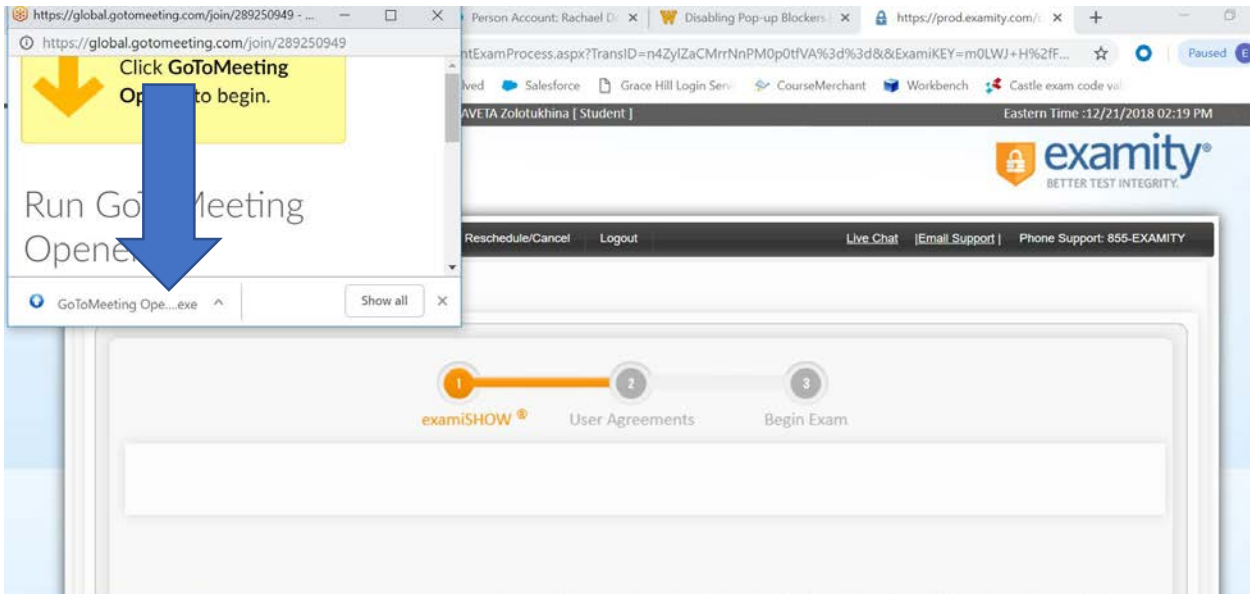 https://global.gotomeeting.com/join/289250949 - ...
https://global.gotomeeting.com/join/289250949
Click GoToMeeting
to begin.
Run
Meeting
GoToMeeting Ope....exe
Show all
Person Account: Rachael D
Disabling Pop-up Blockers
https://prod.examity.com/
ntExamProcess.aspx?TransID=n4ZylZaCMrrNnPM0p0tfVA%3d%3d&&ExamiKEY=m0LWJ+H%2fF...
Paused
E
lved
Salesforce
Grace Hill Login Serv
CourseMerchant
Workbench
Castle exam code val
AVETA Zolotukhina [ Student ]
Eastern Time :12/21/2018 02:19 PM
examity®
BETTER TEST INTEGRITY.
Reschedule/Cancel
Logout
Live Chat |Email Support | Phone Support: 855-EXAMITY
1
2
3
examiSHOW ®
User Agreements
Begin Exam